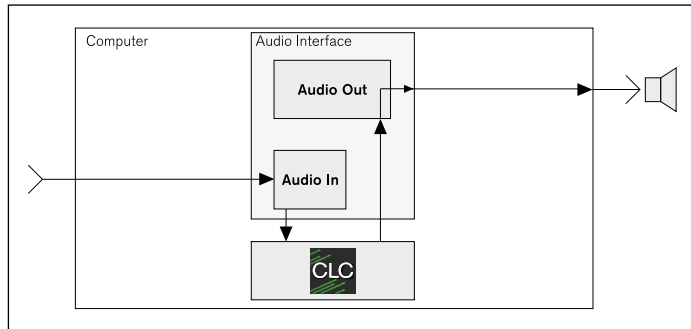 Computer
Audio Interface
Audio Out
Audio In
CLC